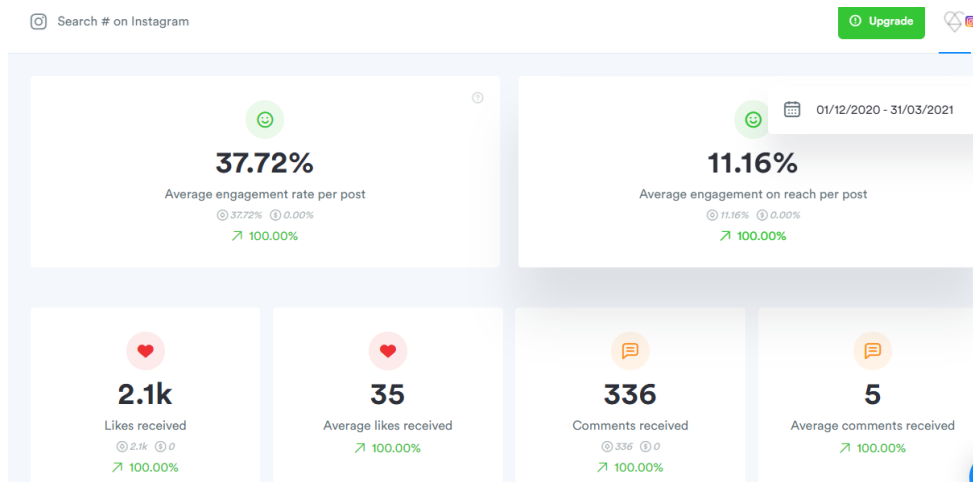 Search # on Instagram
Upgrade
01/12/2020 - 31/03/2021
37.72%
Average engagement rate per post
37.72% 0.00%
100.00%
11.16%
Average engagement on reach per post
11.16% 0.00%
100.00%
2.1k
Likes received
2.1k 0
100.00%
35
Average likes received
100.00%
336
Comments received
336 0
100.00%
5
Average comments received
100.00%